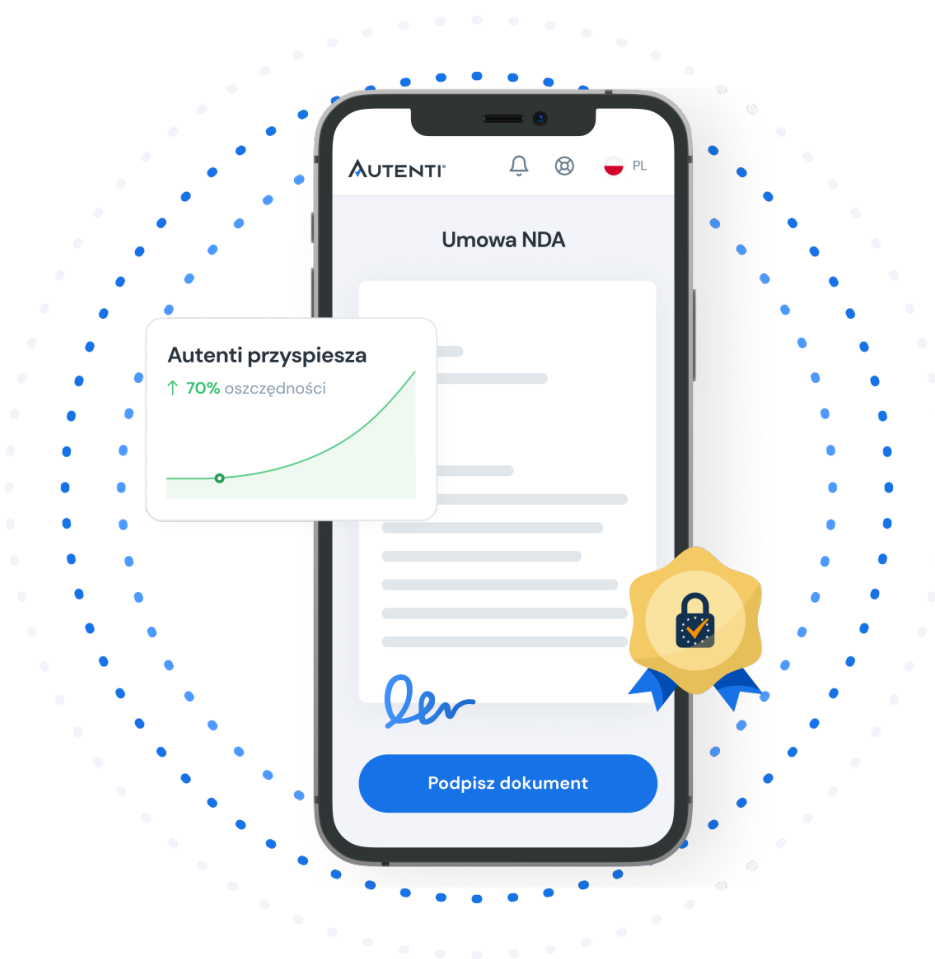 AUTENTI
PL
Umowa NDA
Autenti przyspiesza
↑ 70% oszczędności
Podpisz dokument